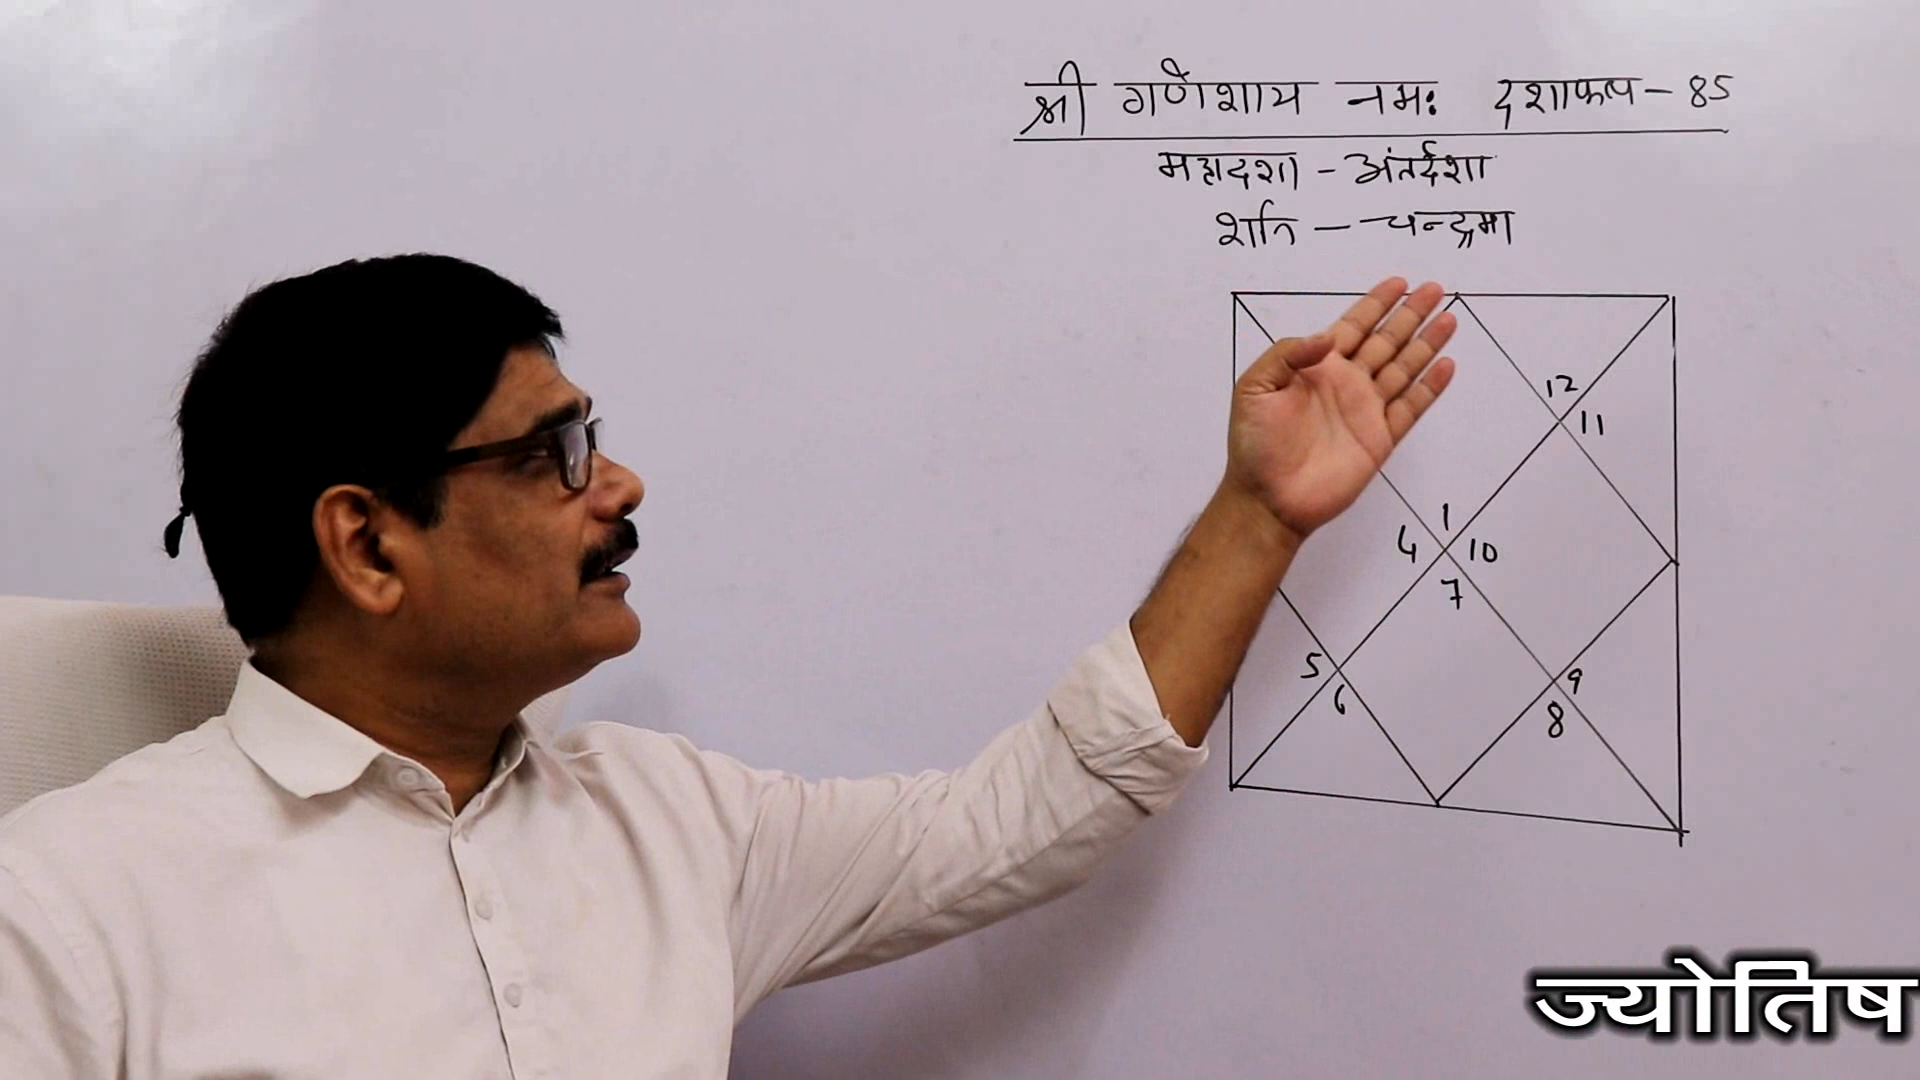 श्री गणेशाय नमः दशाफल - 85
महादशा - अंतर्दशा
शनि - चन्द्रमा
12
11
1
4 10
7
5 9
6 8
ज्योतिष